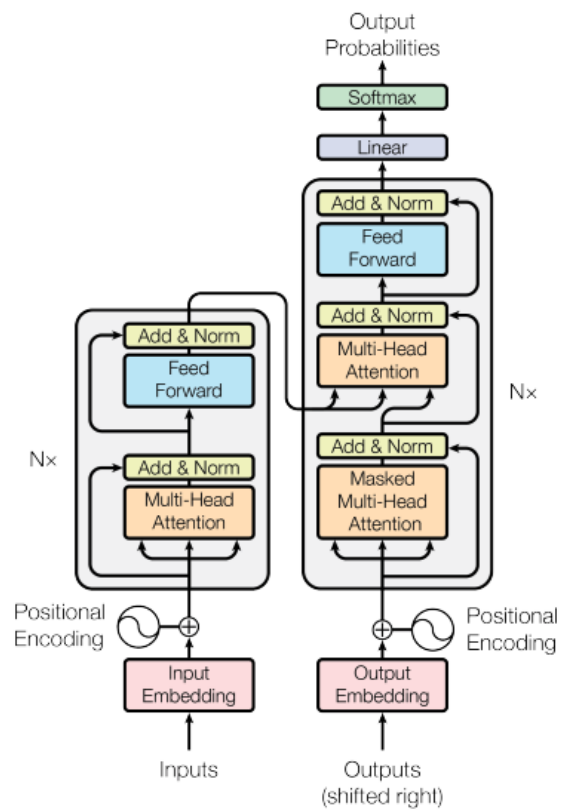 Output
Probabilities
Softmax
Linear
Add & Norm
Feed
Forward
Add & Norm
Multi-Head
Attention
Nx
Add & Norm
Masked
Multi-Head
Attention
Positional
Encoding
Output
Embedding
Outputs
(shifted right)
Add & Norm
Feed
Forward
Nx
Add & Norm
Multi-Head
Attention
Positional
Encoding
Input
Embedding
Inputs